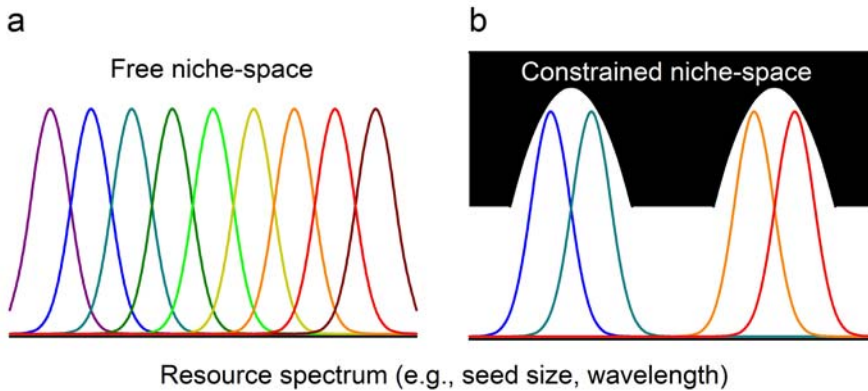 a
b
Free niche-space
Constrained niche-space
Resource spectrum (e.g., seed size, wavelength)